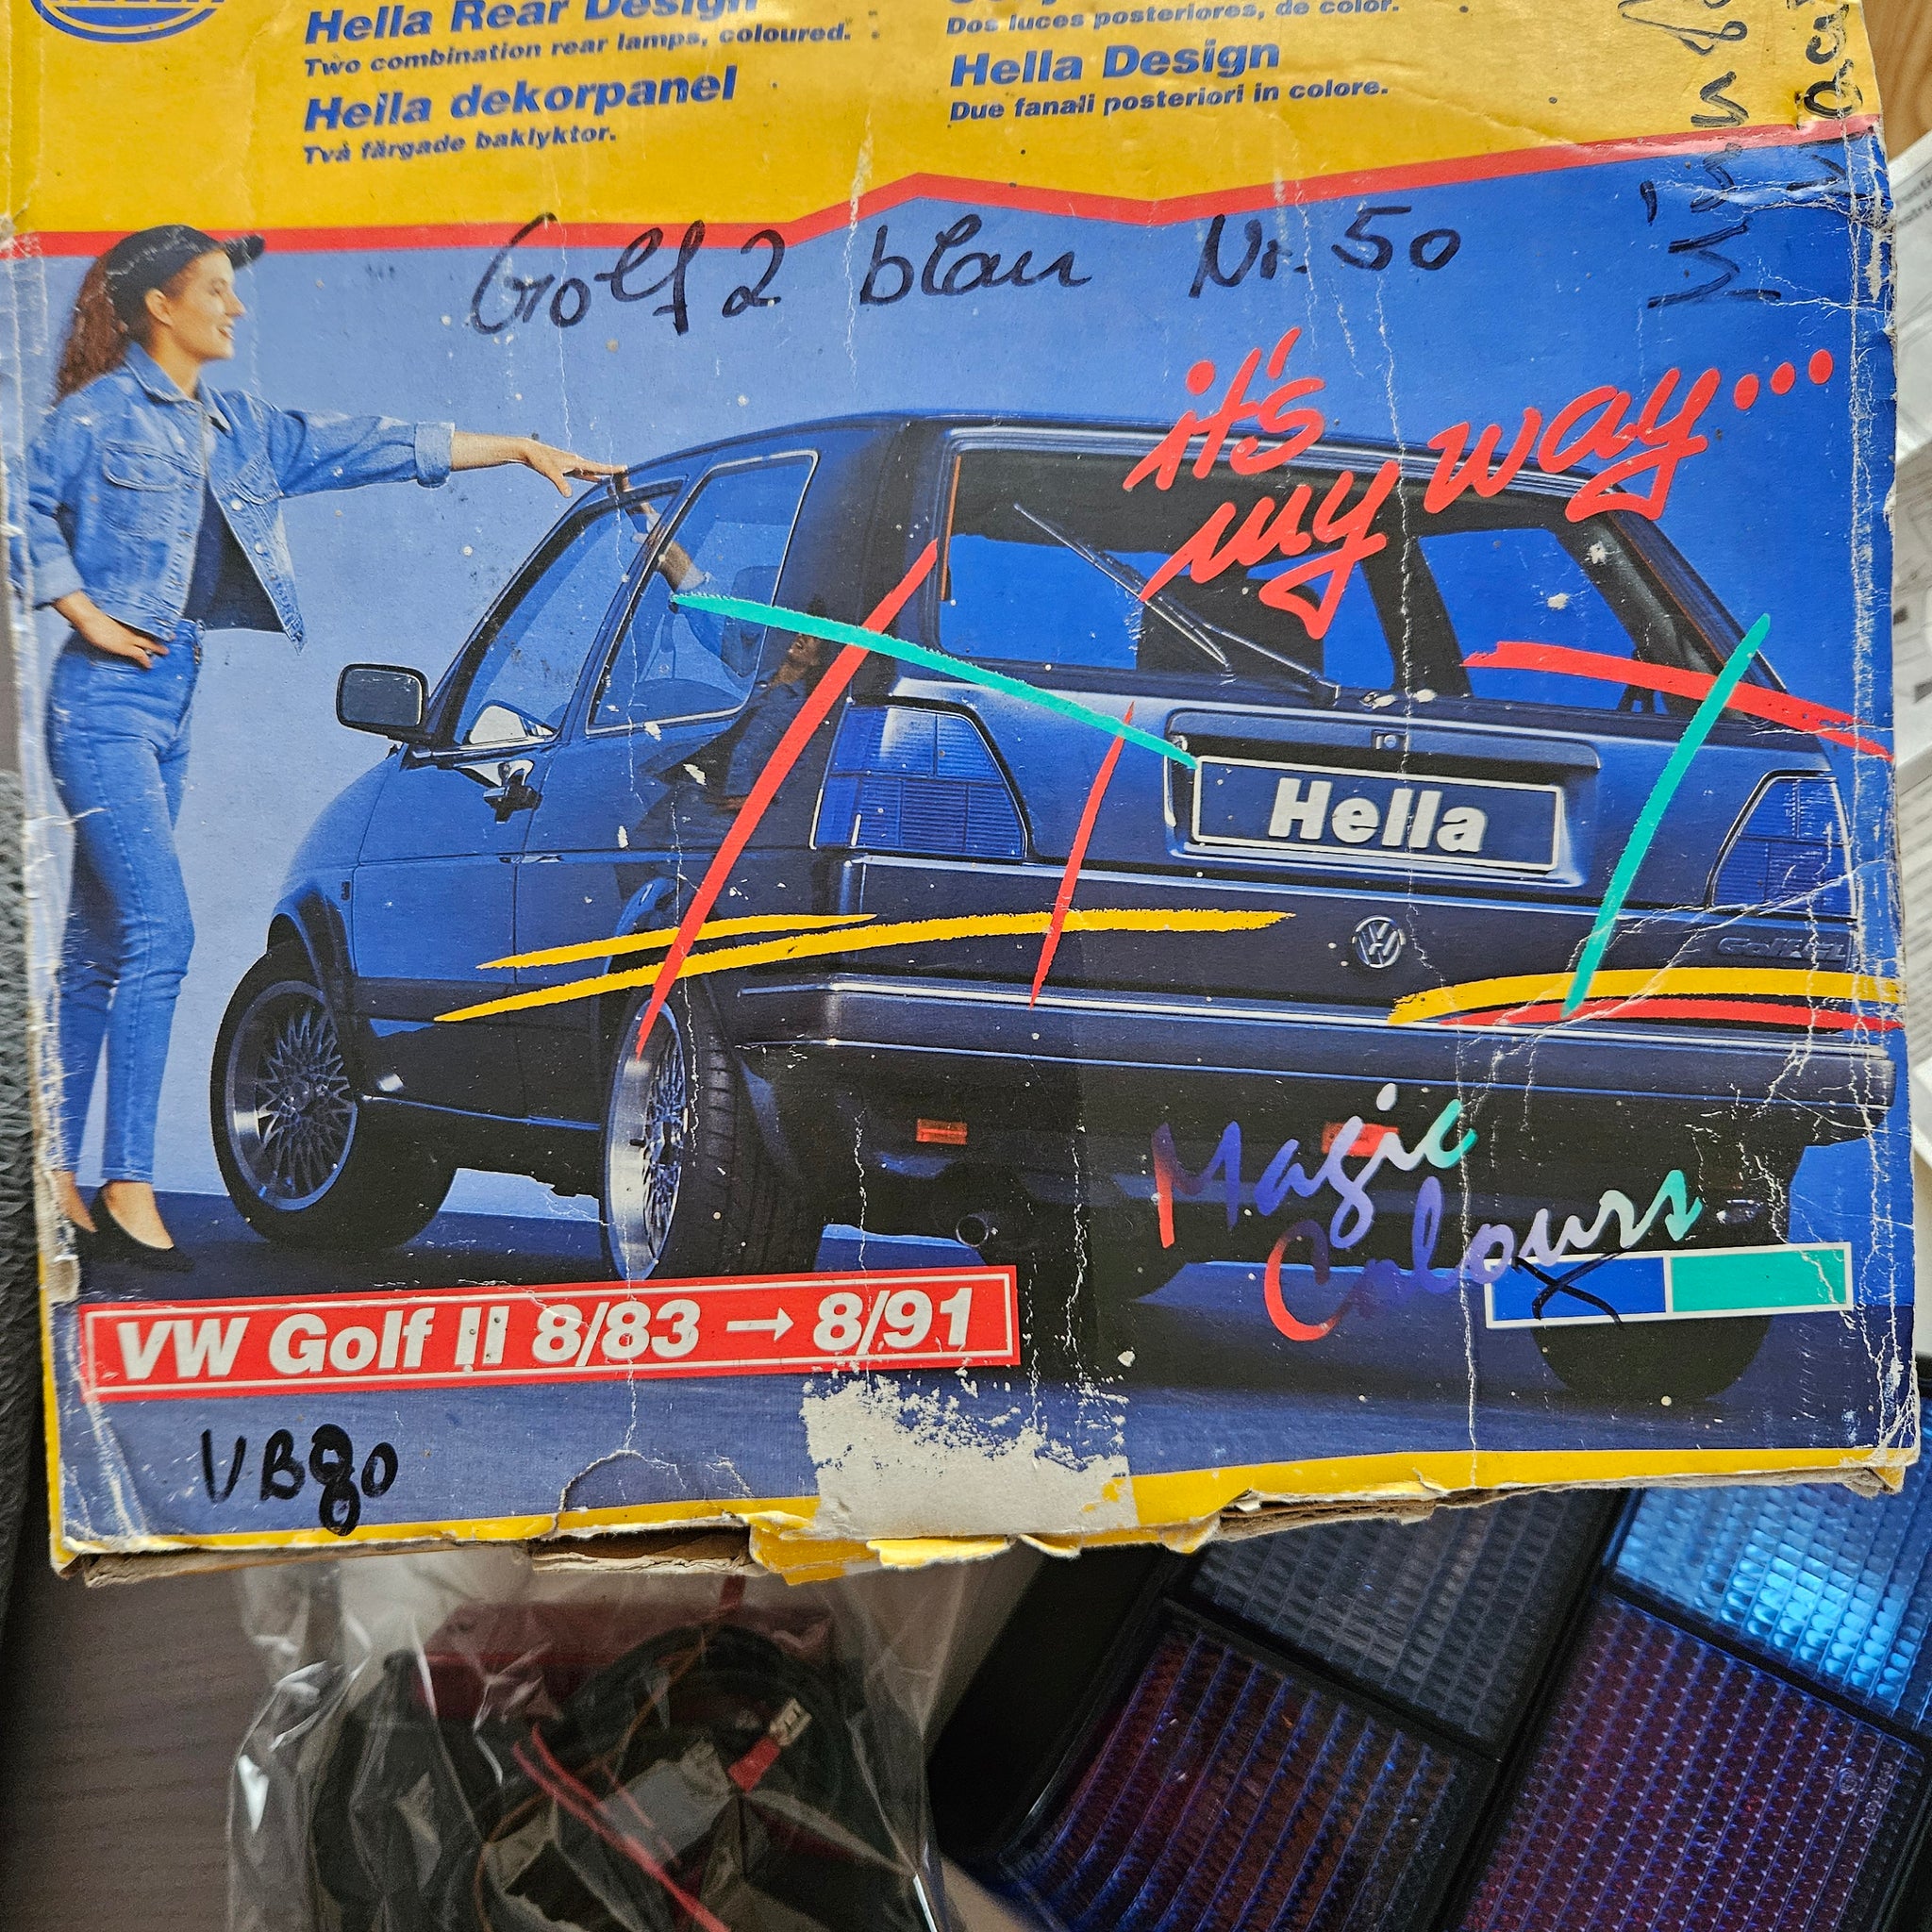 Hella Rear Design
Two combination rear lamps, coloured.
Hella dekorpanel
Två färgade baklyktor.
Dos luces posteriores, de color.
Hella Design
Due fanali posteriori in colore.
Golf 2 blau Nr. 50
it's
my way...
Hella
Magic
Colours
VW Golf II 8/83 → 8/91
VB80